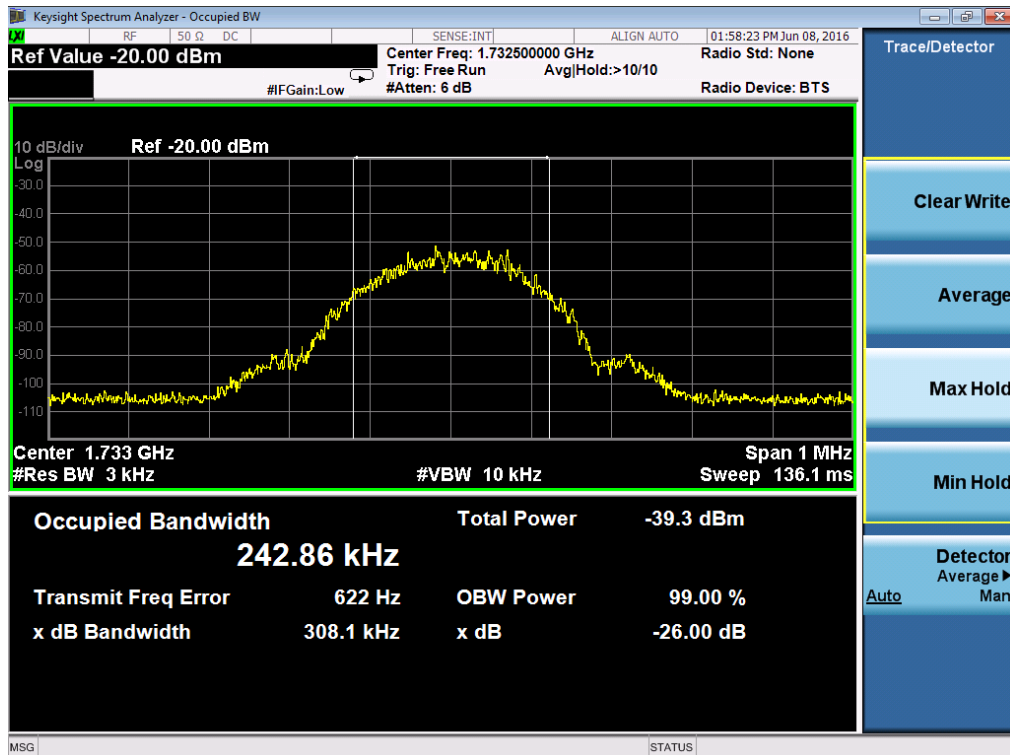 Keysight Spectrum Analyzer - Occupied BW
LXI RF 50 Ω DC SENSE:INT ALIGN AUTO 01:58:23 PM Jun 08, 2016
Ref Value -20.00 dBm
Center Freq: 1.732500000 GHz Radio Std: None
Trig: Free Run Avg|Hold:>10/10
#IFGain:Low #Atten: 6 dB Radio Device: BTS
10 dB/div Ref -20.00 dBm
Log
-30.0
-40.0
-50.0
-60.0
-70.0
-80.0
-90.0
-100
-110
Center 1.733 GHz Span 1 MHz
#Res BW 3 kHz #VBW 10 kHz Sweep 136.1 ms
Occupied Bandwidth Total Power -39.3 dBm
242.86 kHz
Transmit Freq Error 622 Hz OBW Power 99.00 %
x dB Bandwidth 308.1 kHz x dB -26.00 dB
MSG STATUS
Trace/Detector
Clear Write
Average
Max Hold
Min Hold
Detector
Average
Auto Man